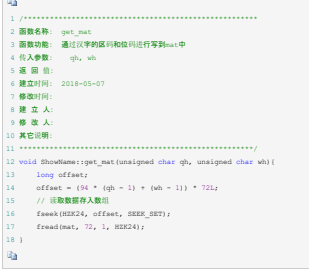 1 /******************************************************
2 函数名称:  get_mat
3 函数功能:  通过汉字的区码和位码进行写到mat中
4 传入参数:   qh, wh
5 返 回 值:
6 建立时间:  2018-05-07
7 修改时间:
8 建 立 人:
9 修 改 人:
10 其它说明:
11 ******************************************************/
12 void ShowName::get_mat(unsigned char qh, unsigned char wh){
13     long offset;
14     offset = (94 * (qh - 1) + (wh - 1)) * 72L;
15     // 读取数据存入数组
16     fseek(HZK24, offset, SEEK_SET);
17     fread(mat, 72, 1, HZK24);
18 }